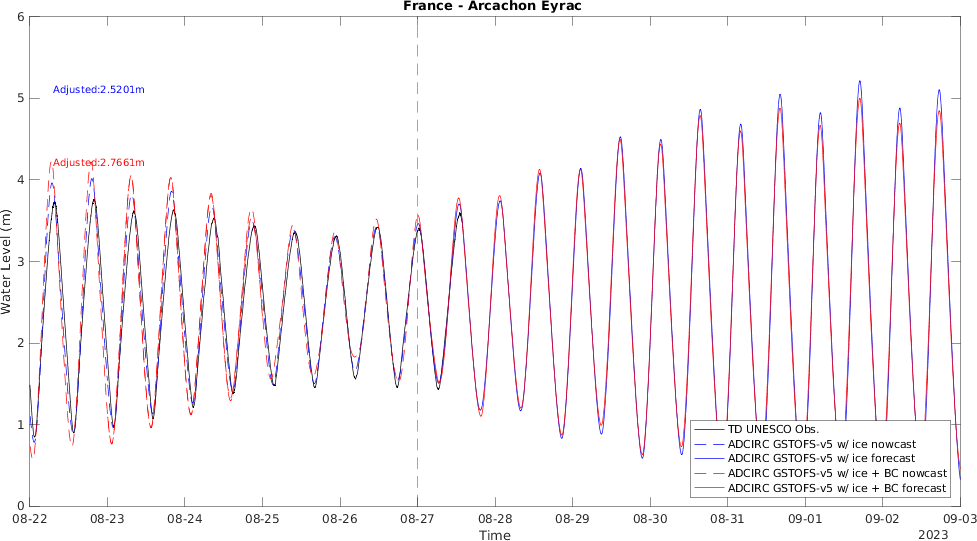 France - Arcachon Eyrac
6
5
4
3
2
1
0
Water Level (m)
Adjusted:2.5201m
Adjusted:2.7661m
TD UNESCO Obs.
ADCIRC GSTOFS-v5 w/ ice nowcast
ADCIRC GSTOFS-v5 w/ ice forecast
ADCIRC GSTOFS-v5 w/ ice + BC nowcast
ADCIRC GSTOFS-v5 w/ ice + BC forecast
08-22 08-23 08-24 08-25 08-26 08-27 08-28 08-29 08-30 08-31 09-01 09-02 09-03
Time
2023